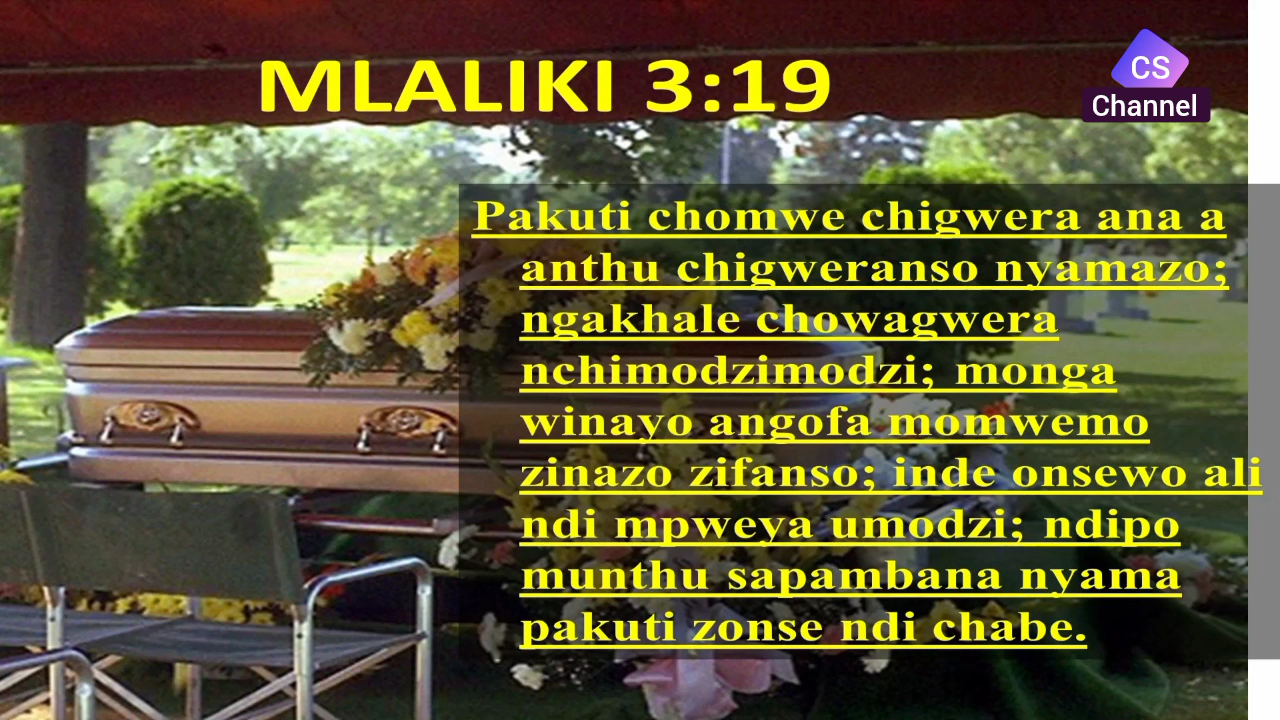 MLALIKI 3:19
CS
Channel
Pakuti chomwe chigwera ana a
anthu chigweranso nyamazo;
ngakhale chowagwera
nchimodzimodzi; monga
winayo angofa momwemo
zinazo zifanso; inde onsewo ali
ndi mpweya umodzi; ndipo
munthu sapambana nyama
pakuti zonse ndi chabe.